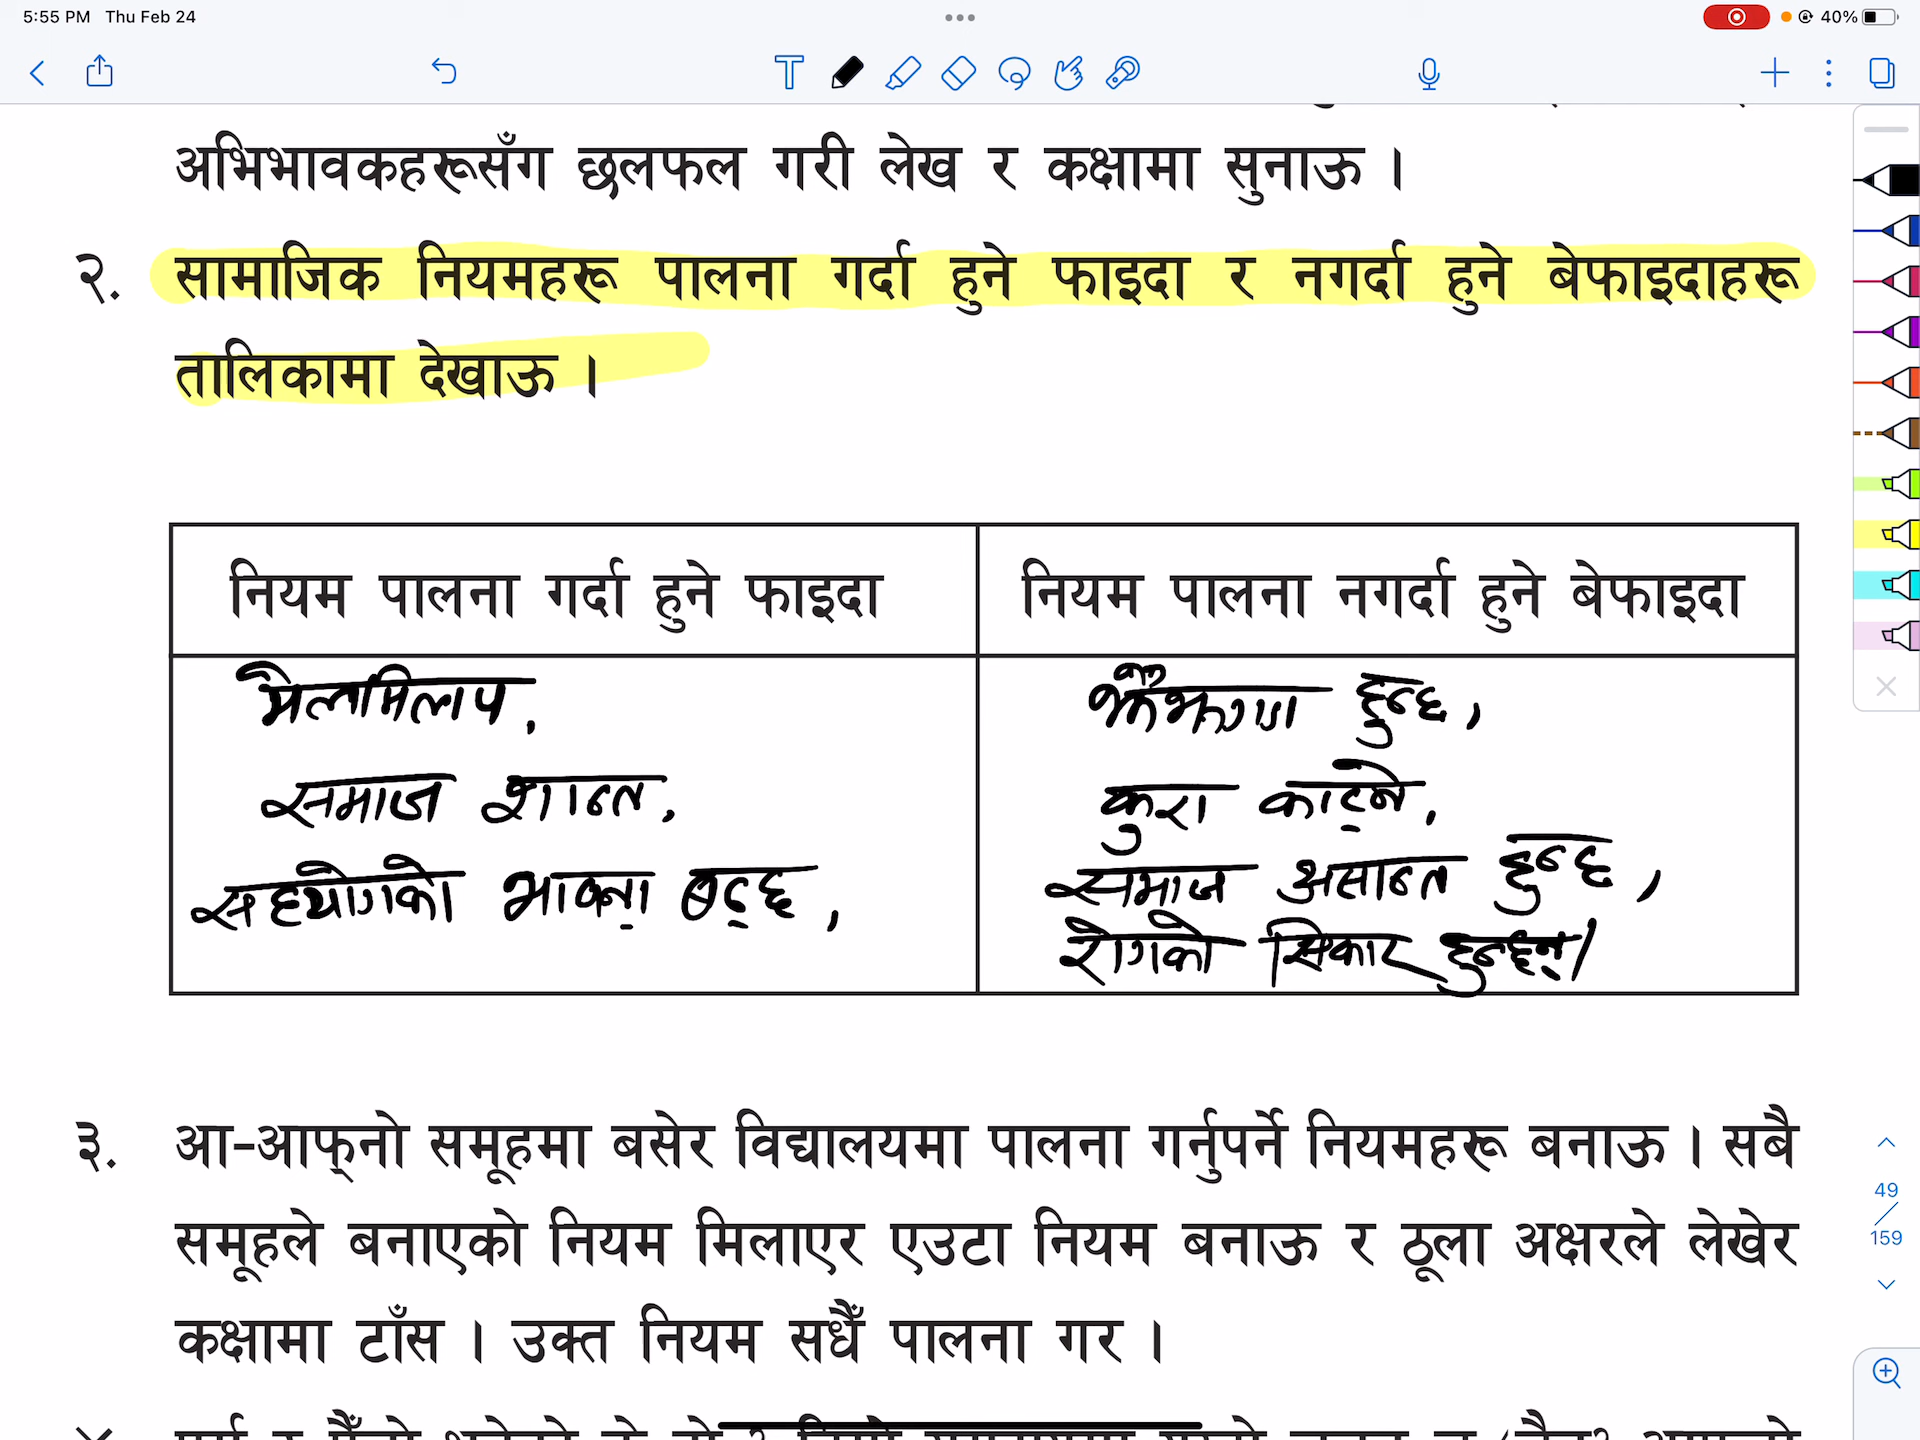 5:55 PM Thu Feb 24
40%
अभिभावकहरूसँग छलफल गरी लेख र कक्षामा सुनाऊ ।
२. सामाजिक नियमहरू पालना गर्दा हुने फाइदा र नगर्दा हुने बेफाइदाहरू
तालिकामा देखाऊ ।
नियम पालना गर्दा हुने फाइदा
मेलमिलाप,
समाज शान्त,
सहयोगको भावना बढ्छ,
नियम पालना नगर्दा हुने बेफाइदा
हुन्छ,
कुरा काट्ने,
समाज असान्त हुन्छ,
रोगको सिकार हुन्छन्।
३. आ-आफ्नो समूहमा बसेर विद्यालयमा पालना गर्नुपर्ने नियमहरू बनाऊ । सबै
समूहले बनाएको नियम मिलाएर एउटा नियम बनाऊ र ठूला अक्षरले लेखेर
कक्षामा टाँस । उक्त नियम सधैँ पालना गर ।
49
159